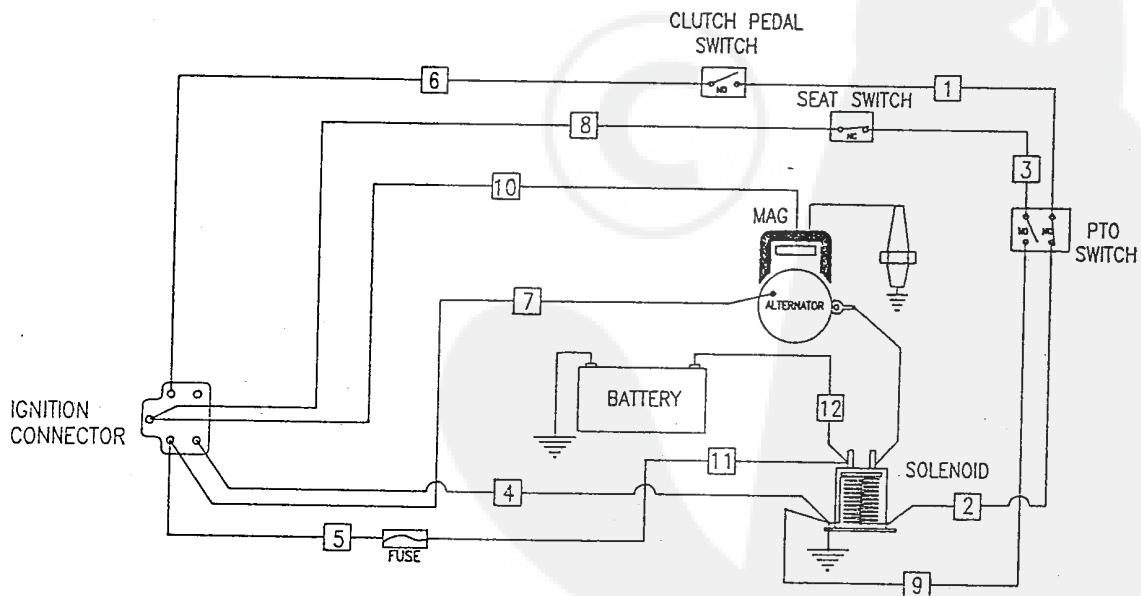 CLUTCH PEDAL
SWITCH
6
NO
1
SEAT SWITCH
8
NC
3
10
MAG
NO
NO
PTO
SWITCH
7
ALTERNATOR
BATTERY
12
IGNITION
CONNECTOR
11
SOLENOID
4
2
5
FUSE
9